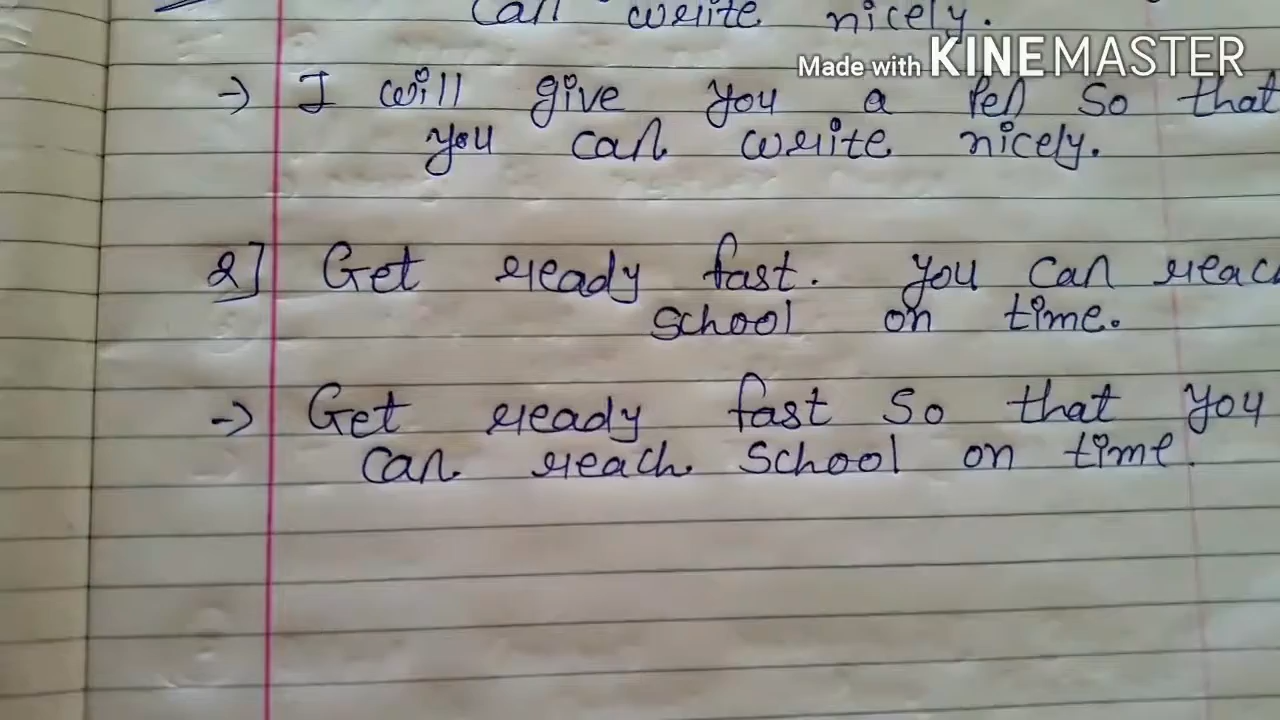 can write nicely.
Made with KINEMASTER
→ I will give you a Pen so that
you can write nicely.
2] Get ready fast. you can reac
school on time.
→ Get ready fast so that you
can reach school on time.